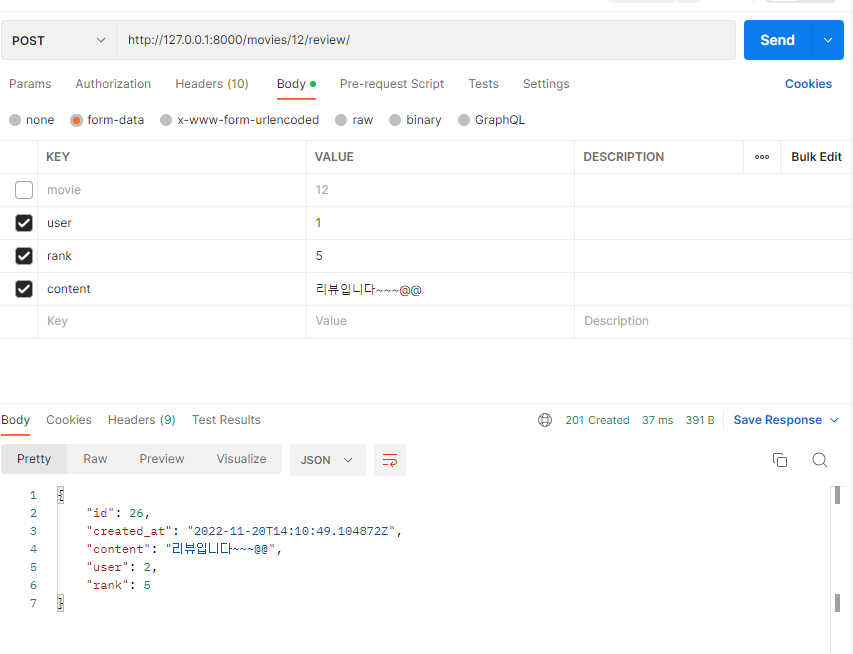 POST http://127.0.0.1:8000/movies/12/review/ Send
Params Authorization Headers (10) Body Pre-request Script Tests Settings Cookies
none form-data x-www-form-urlencoded raw binary GraphQL
KEY VALUE DESCRIPTION ooo Bulk Edit
movie 12
user 1
rank 5
content 리뷰입니다~~~@@
Key Value Description
Body Cookies Headers (9) Test Results 201 Created 37 ms 391 B Save Response
Pretty Raw Preview Visualize JSON
1 {
2 "id": 26,
3 "created_at": "2022-11-20T14:10:49.104872Z",
4 "content": "리뷰입니다~~~@@",
5 "user": 2,
6 "rank": 5
7 }